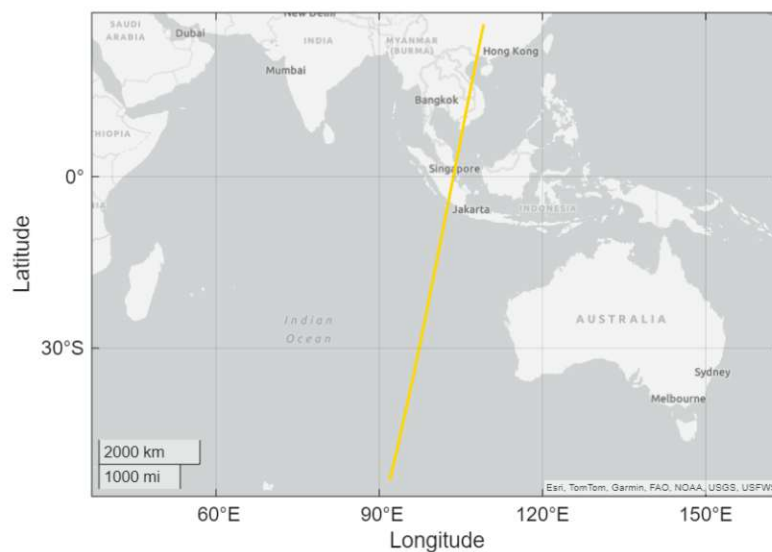 SAUDI
ARABIA
Dubai
New Delhi
INDIA
MYANMAR
(BURMA)
Hong Kong
Mumbai
Bangkok
THIOPIA
0°
Singapore
Jakarta
INDONESIA
Latitude
Indian
Ocean
AUSTRALIA
30°S
Sydney
Melbourne
2000 km
1000 mi
Esri, TomTom, Garmin, FAO, NOAA, USGS, USFWS
60°E
90°E
120°E
150°E
Longitude